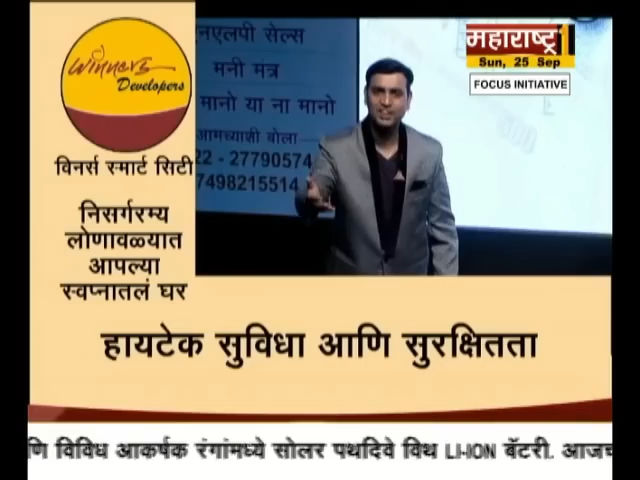 Winners
Developers
विनर्स स्मार्ट सिटी
निसर्गरम्य
लोणावळ्यात
आपल्या
स्वप्नातलं घर
एनएलपी सेल्स
मनी मंत्र
मानो या ना मानो
आमच्याशी बोला
22 - 27790574
7498215514
महाराष्ट्र1
Sun, 25 Sep
FOCUS INITIATIVE
हायटेक सुविधा आणि सुरक्षितता
णि विविध आकर्षक रंगांमध्ये सोलर पथदिवे विथ LI-ION बॅटरी. आजच